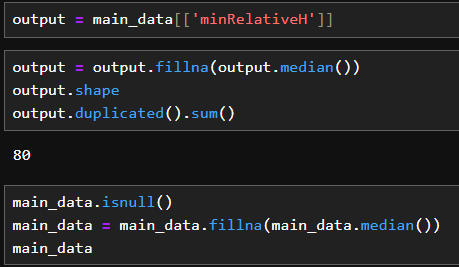 output = main_data[['minRelativeH']]
output = output.fillna(output.median())
output.shape
output.duplicated().sum()
80
main_data.isnull()
main_data = main_data.fillna(main_data.median())
main_data